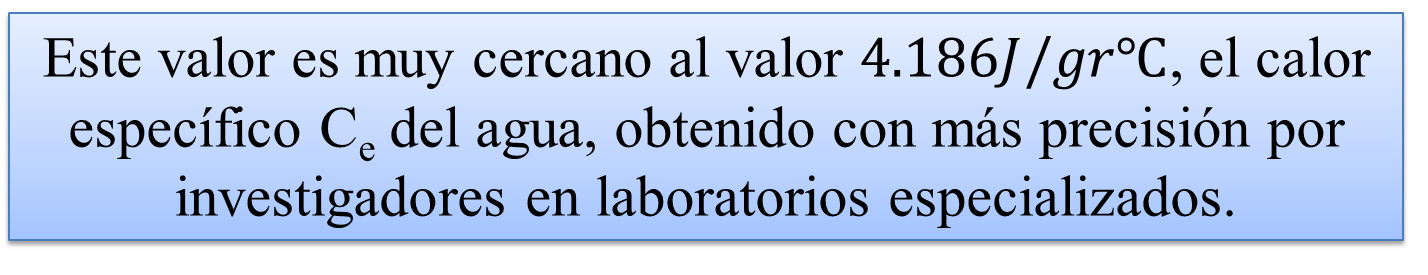 Este valor es muy cercano al valor 4.186J/gr°C, el calor
específico Ce del agua, obtenido con más precisión por
investigadores en laboratorios especializados.